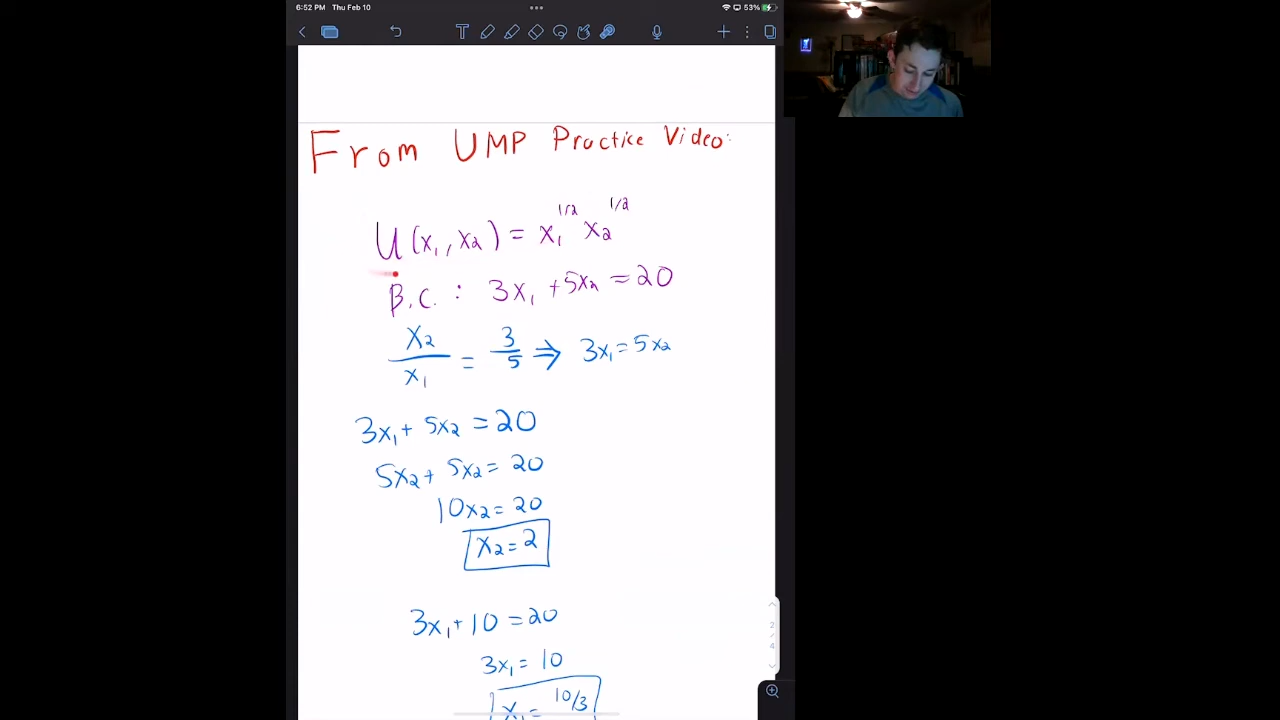 6:52 PM Thu Feb 10
53%
From UMP Practice Video:
U(x₁, x₂) = x₁^1/2 x₂^1/2
B.C. : 3x₁ + 5x₂ = 20
x₂/x₁ = 3/5 ⇒ 3x₁ = 5x₂
3x₁ + 5x₂ = 20
5x₂ + 5x₂ = 20
10x₂ = 20
x₂ = 2
3x₁ + 10 = 20
3x₁ = 10
x₁ = 10/3
2
/
4